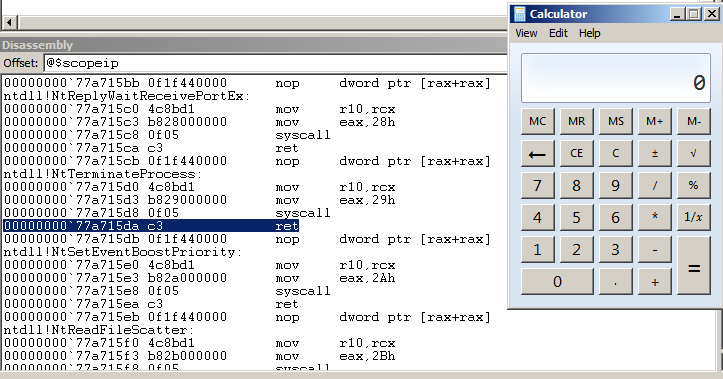 Disassembly
Offset: @$scopeip
00000000`77a715bb 0f1f440000 nop dword ptr [rax+rax]
ntdll!NtReplyWaitReceivePortEx:
00000000`77a715c0 4c8bd1 mov r10,rcx
00000000`77a715c3 b828000000 mov eax,28h
00000000`77a715c8 0f05 syscall
00000000`77a715ca c3 ret
00000000`77a715cb 0f1f440000 nop dword ptr [rax+rax]
ntdll!NtTerminateProcess:
00000000`77a715d0 4c8bd1 mov r10,rcx
00000000`77a715d3 b829000000 mov eax,29h
00000000`77a715d8 0f05 syscall
00000000`77a715da c3 ret
00000000`77a715db 0f1f440000 nop dword ptr [rax+rax]
ntdll!NtSetEventBoostPriority:
00000000`77a715e0 4c8bd1 mov r10,rcx
00000000`77a715e3 b82a000000 mov eax,2Ah
00000000`77a715e8 0f05 syscall
00000000`77a715ea c3 ret
00000000`77a715eb 0f1f440000 nop dword ptr [rax+rax]
ntdll!NtReadFileScatter:
00000000`77a715f0 4c8bd1 mov r10,rcx
00000000`77a715f3 b82b000000 mov eax,2Bh
00000000`77a715f8 0f05 syscall
Calculator
View Edit Help
0
MC MR MS M+ M-
← CE C ± √
7 8 9 / %
4 5 6 * 1/x
1 2 3 - =
0 . +